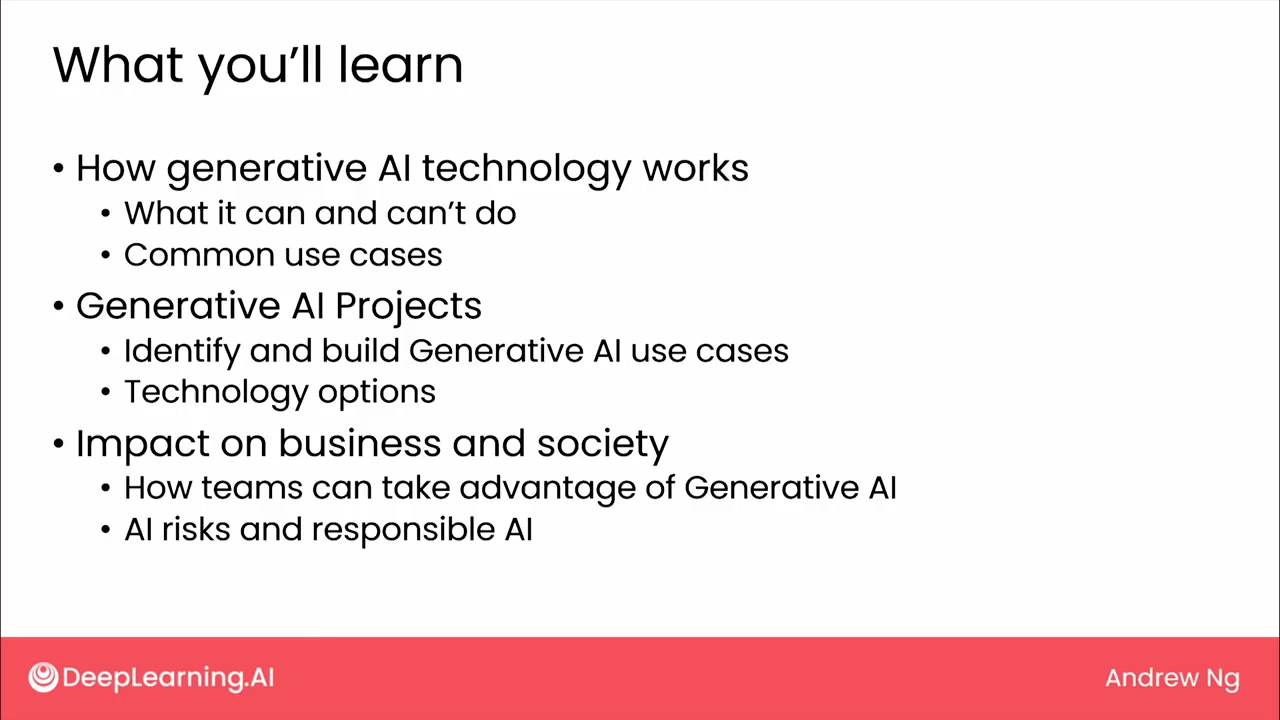 What you’ll learn
• How generative AI technology works
• What it can and can’t do
• Common use cases
• Generative AI Projects
• Identify and build Generative AI use cases
• Technology options
• Impact on business and society
• How teams can take advantage of Generative AI
• AI risks and responsible AI
DeepLearning.AI
Andrew Ng